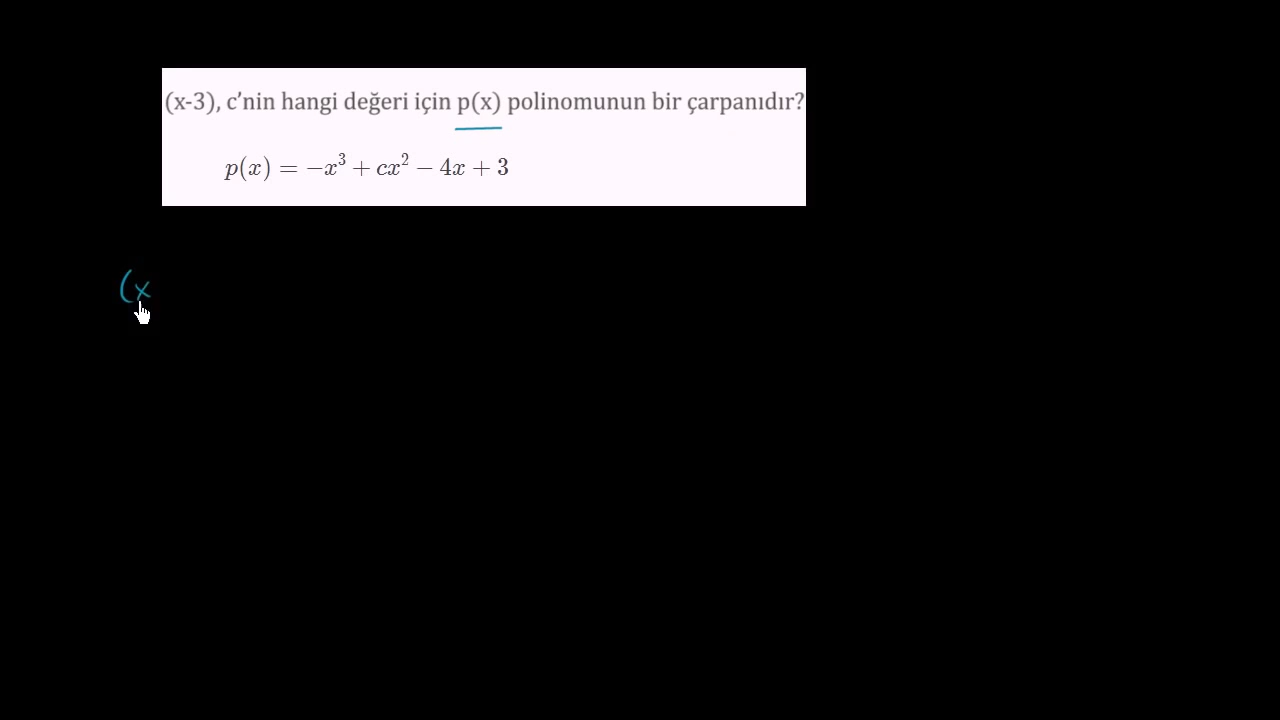 (x-3), c’nin hangi değeri için p(x) polinomunun bir çarpanıdır?
p(x) = −x³ + cx² − 4x + 3
(x